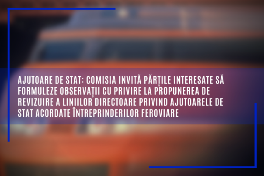 AJUTOARE DE STAT: COMISIA INVITĂ PĂRȚILE INTERESATE SĂ
FORMULEZE OBSERVAȚII CU PRIVIRE LA PROPUNEREA DE
REVIZUIRE A LINIILOR DIRECTOARE PRIVIND AJUTOARELE DE
STAT ACORDATE ÎNTREPRINDERILOR FEROVIARE